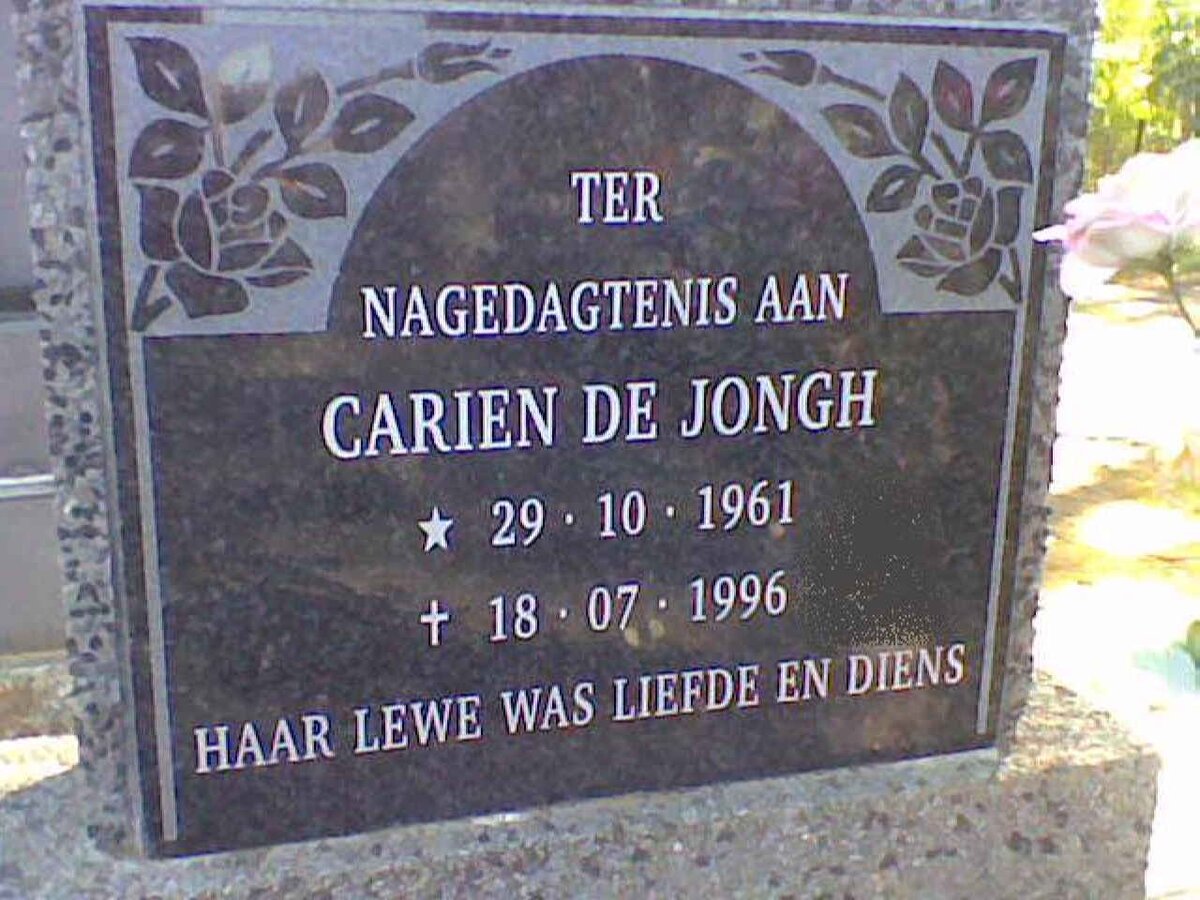 TER
NAGEDAGTENIS AAN
CARIEN DE JONGH
★ 29 · 10 · 1961
✝ 18 · 07 · 1996
HAAR LEWE WAS LIEFDE EN DIENS